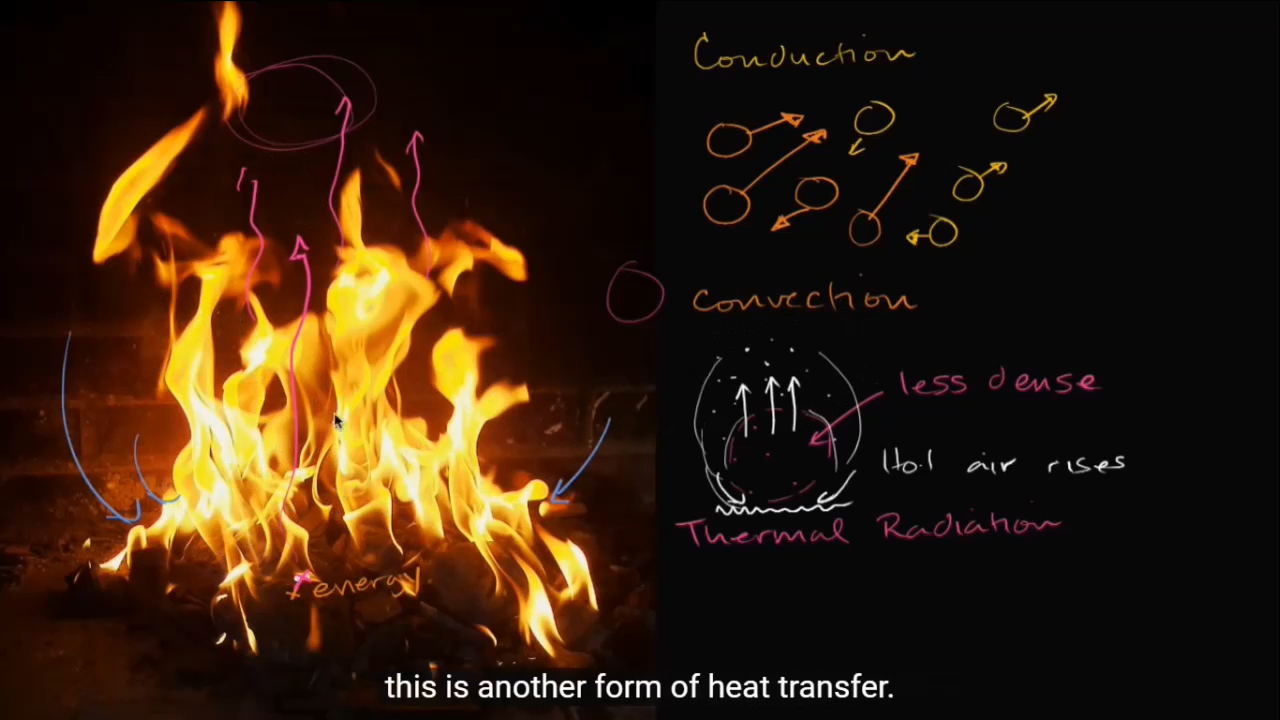 Conduction
Convection
less dense
Hot air rises
Thermal Radiation
↑energy
this is another form of heat transfer.